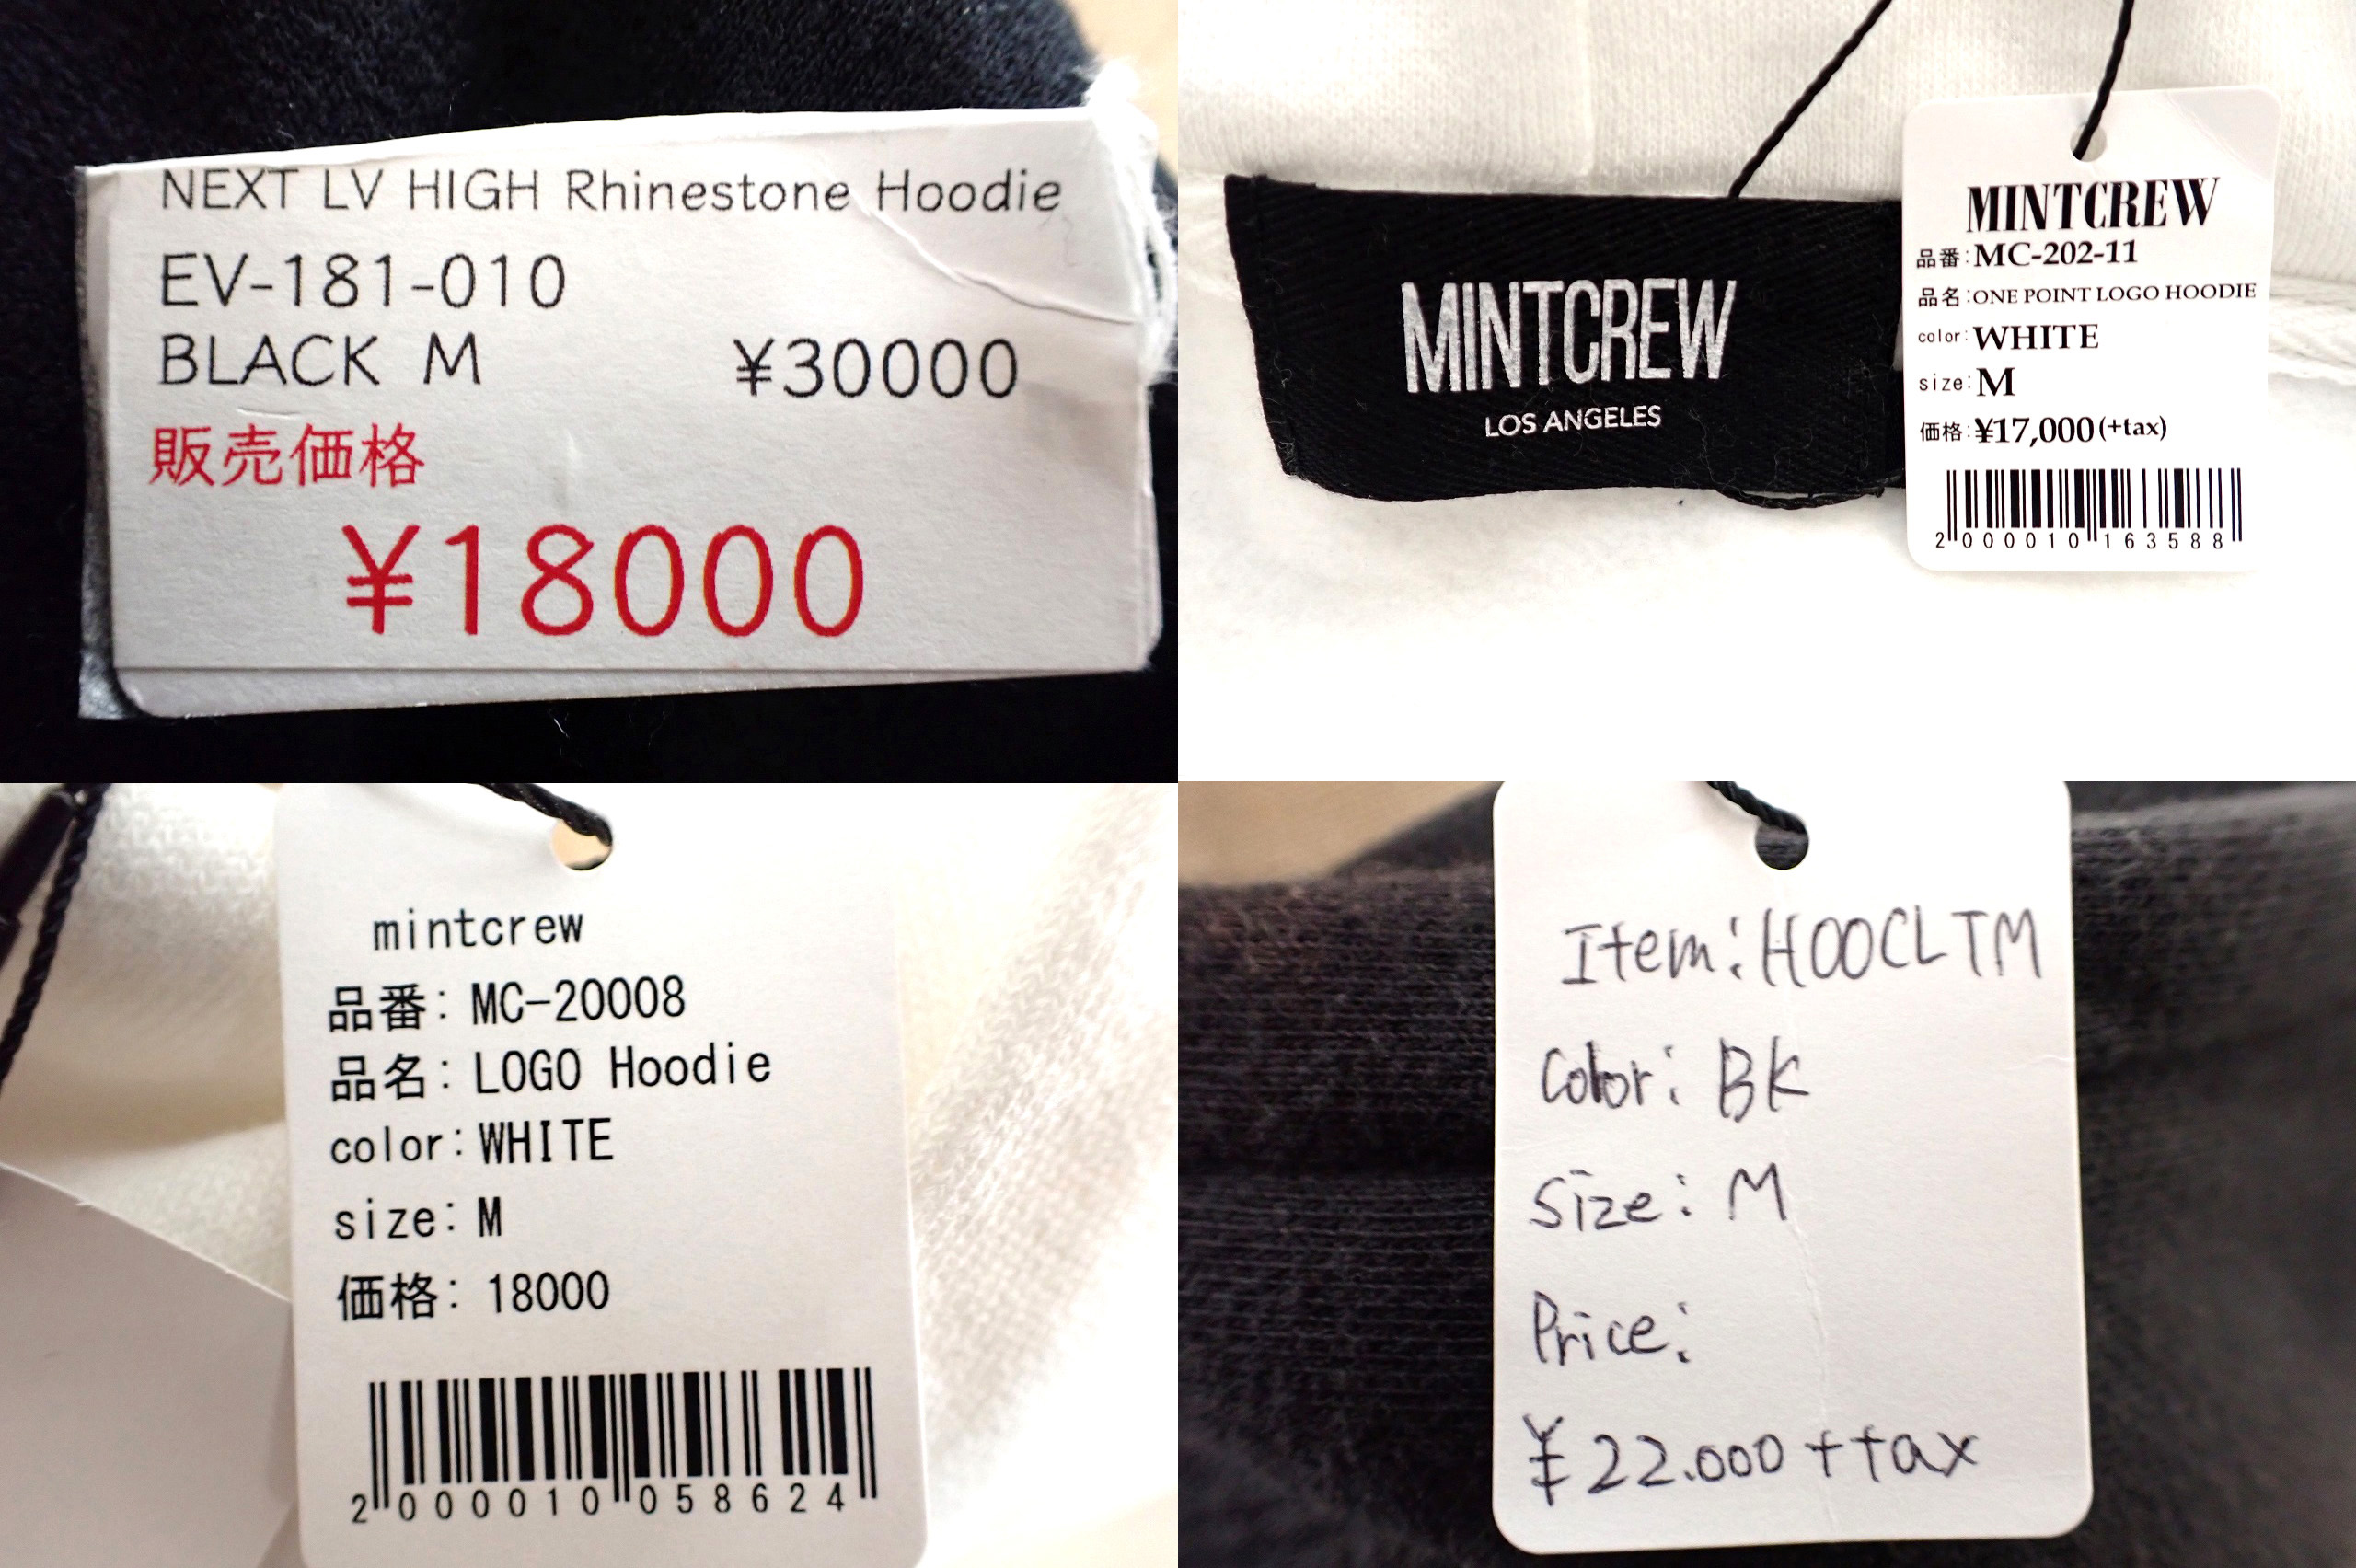 NEXT LV HIGH Rhinestone Hoodie
EV-181-010
BLACK M ¥30000
販売価格
¥18000
MINTCREW
LOS ANGELES
MINTCREW
品番:MC-202-11
品名:ONE POINT LOGO HOODIE
color:WHITE
size:M
価格:¥17,000(+tax)
2000010163588
mintcrew
品番: MC-20008
品名: LOGO Hoodie
color:WHITE
size: M
価格: 18000
2000010058624
Item: HOOCLTM
Color: BK
Size: M
Price:
¥22.000+tax